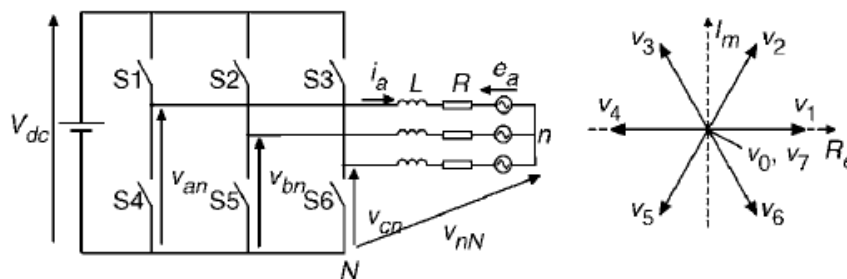 V_dc
S1
S2
S3
S4
S5
S6
v_an
v_bn
v_cn
v_nN
N
i_a
L
R
e_a
n
v_3
I_m
v_2
v_4
v_1
v_0, v_7
R_e
v_5
v_6